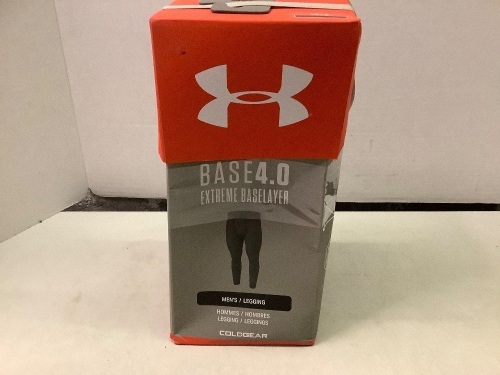 BASE4.0
EXTREME BASELAYER
MEN'S / LEGGING
HOMMES / HOMBRES
LEGGING / LEGGINGS
COLDGEAR